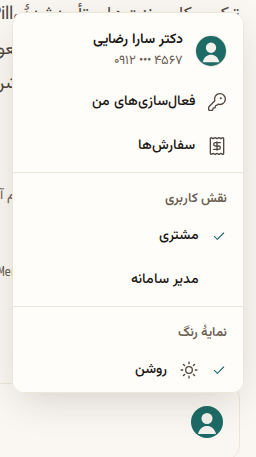 دکتر سارا رضایی
۰۹۱۲ ••• ۴۵۶۷
فعال‌سازی‌های من
سفارش‌ها
نقش کاربری
مشتری
مدیر سامانه
نمایهٔ رنگ
روشن